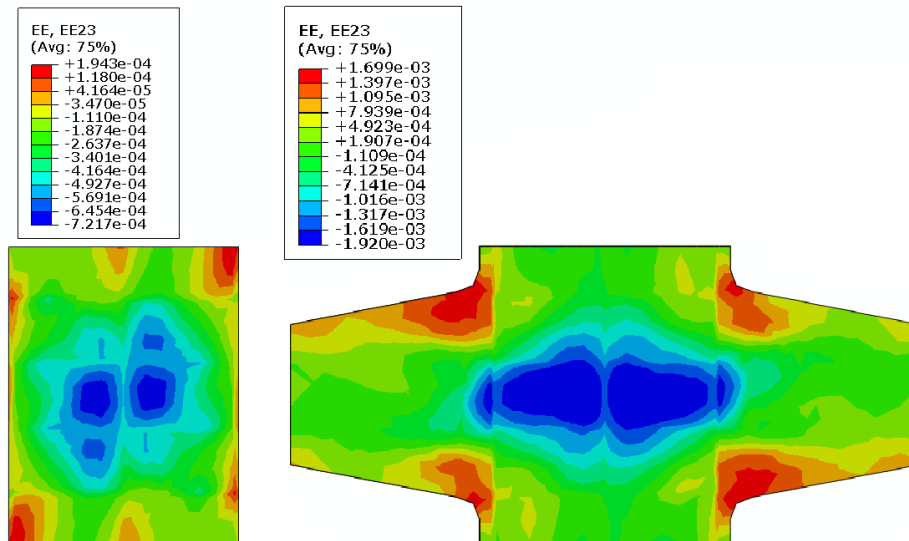 EE, EE23
(Avg: 75%)
+1.943e-04
+1.180e-04
+4.164e-05
-3.470e-05
-1.110e-04
-1.874e-04
-2.637e-04
-3.401e-04
-4.164e-04
-4.927e-04
-5.691e-04
-6.454e-04
-7.217e-04
EE, EE23
(Avg: 75%)
+1.699e-03
+1.397e-03
+1.095e-03
+7.939e-04
+4.923e-04
+1.907e-04
-1.109e-04
-4.125e-04
-7.141e-04
-1.016e-03
-1.317e-03
-1.619e-03
-1.920e-03